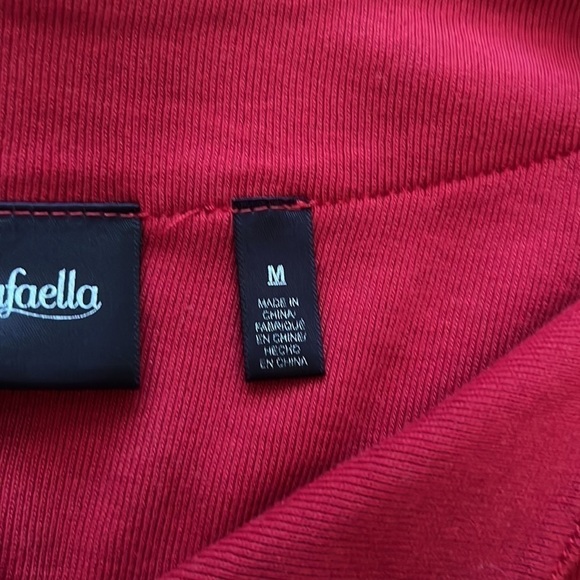 faella
M
MADE IN
CHINA/
FABRIQUÉ
EN CHINE/
HECHO
EN CHINA